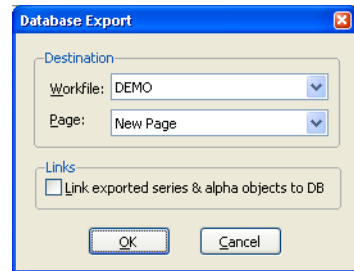 Database Export
Destination
Workfile: DEMO
Page: New Page
Links
Link exported series & alpha objects to DB
OK Cancel